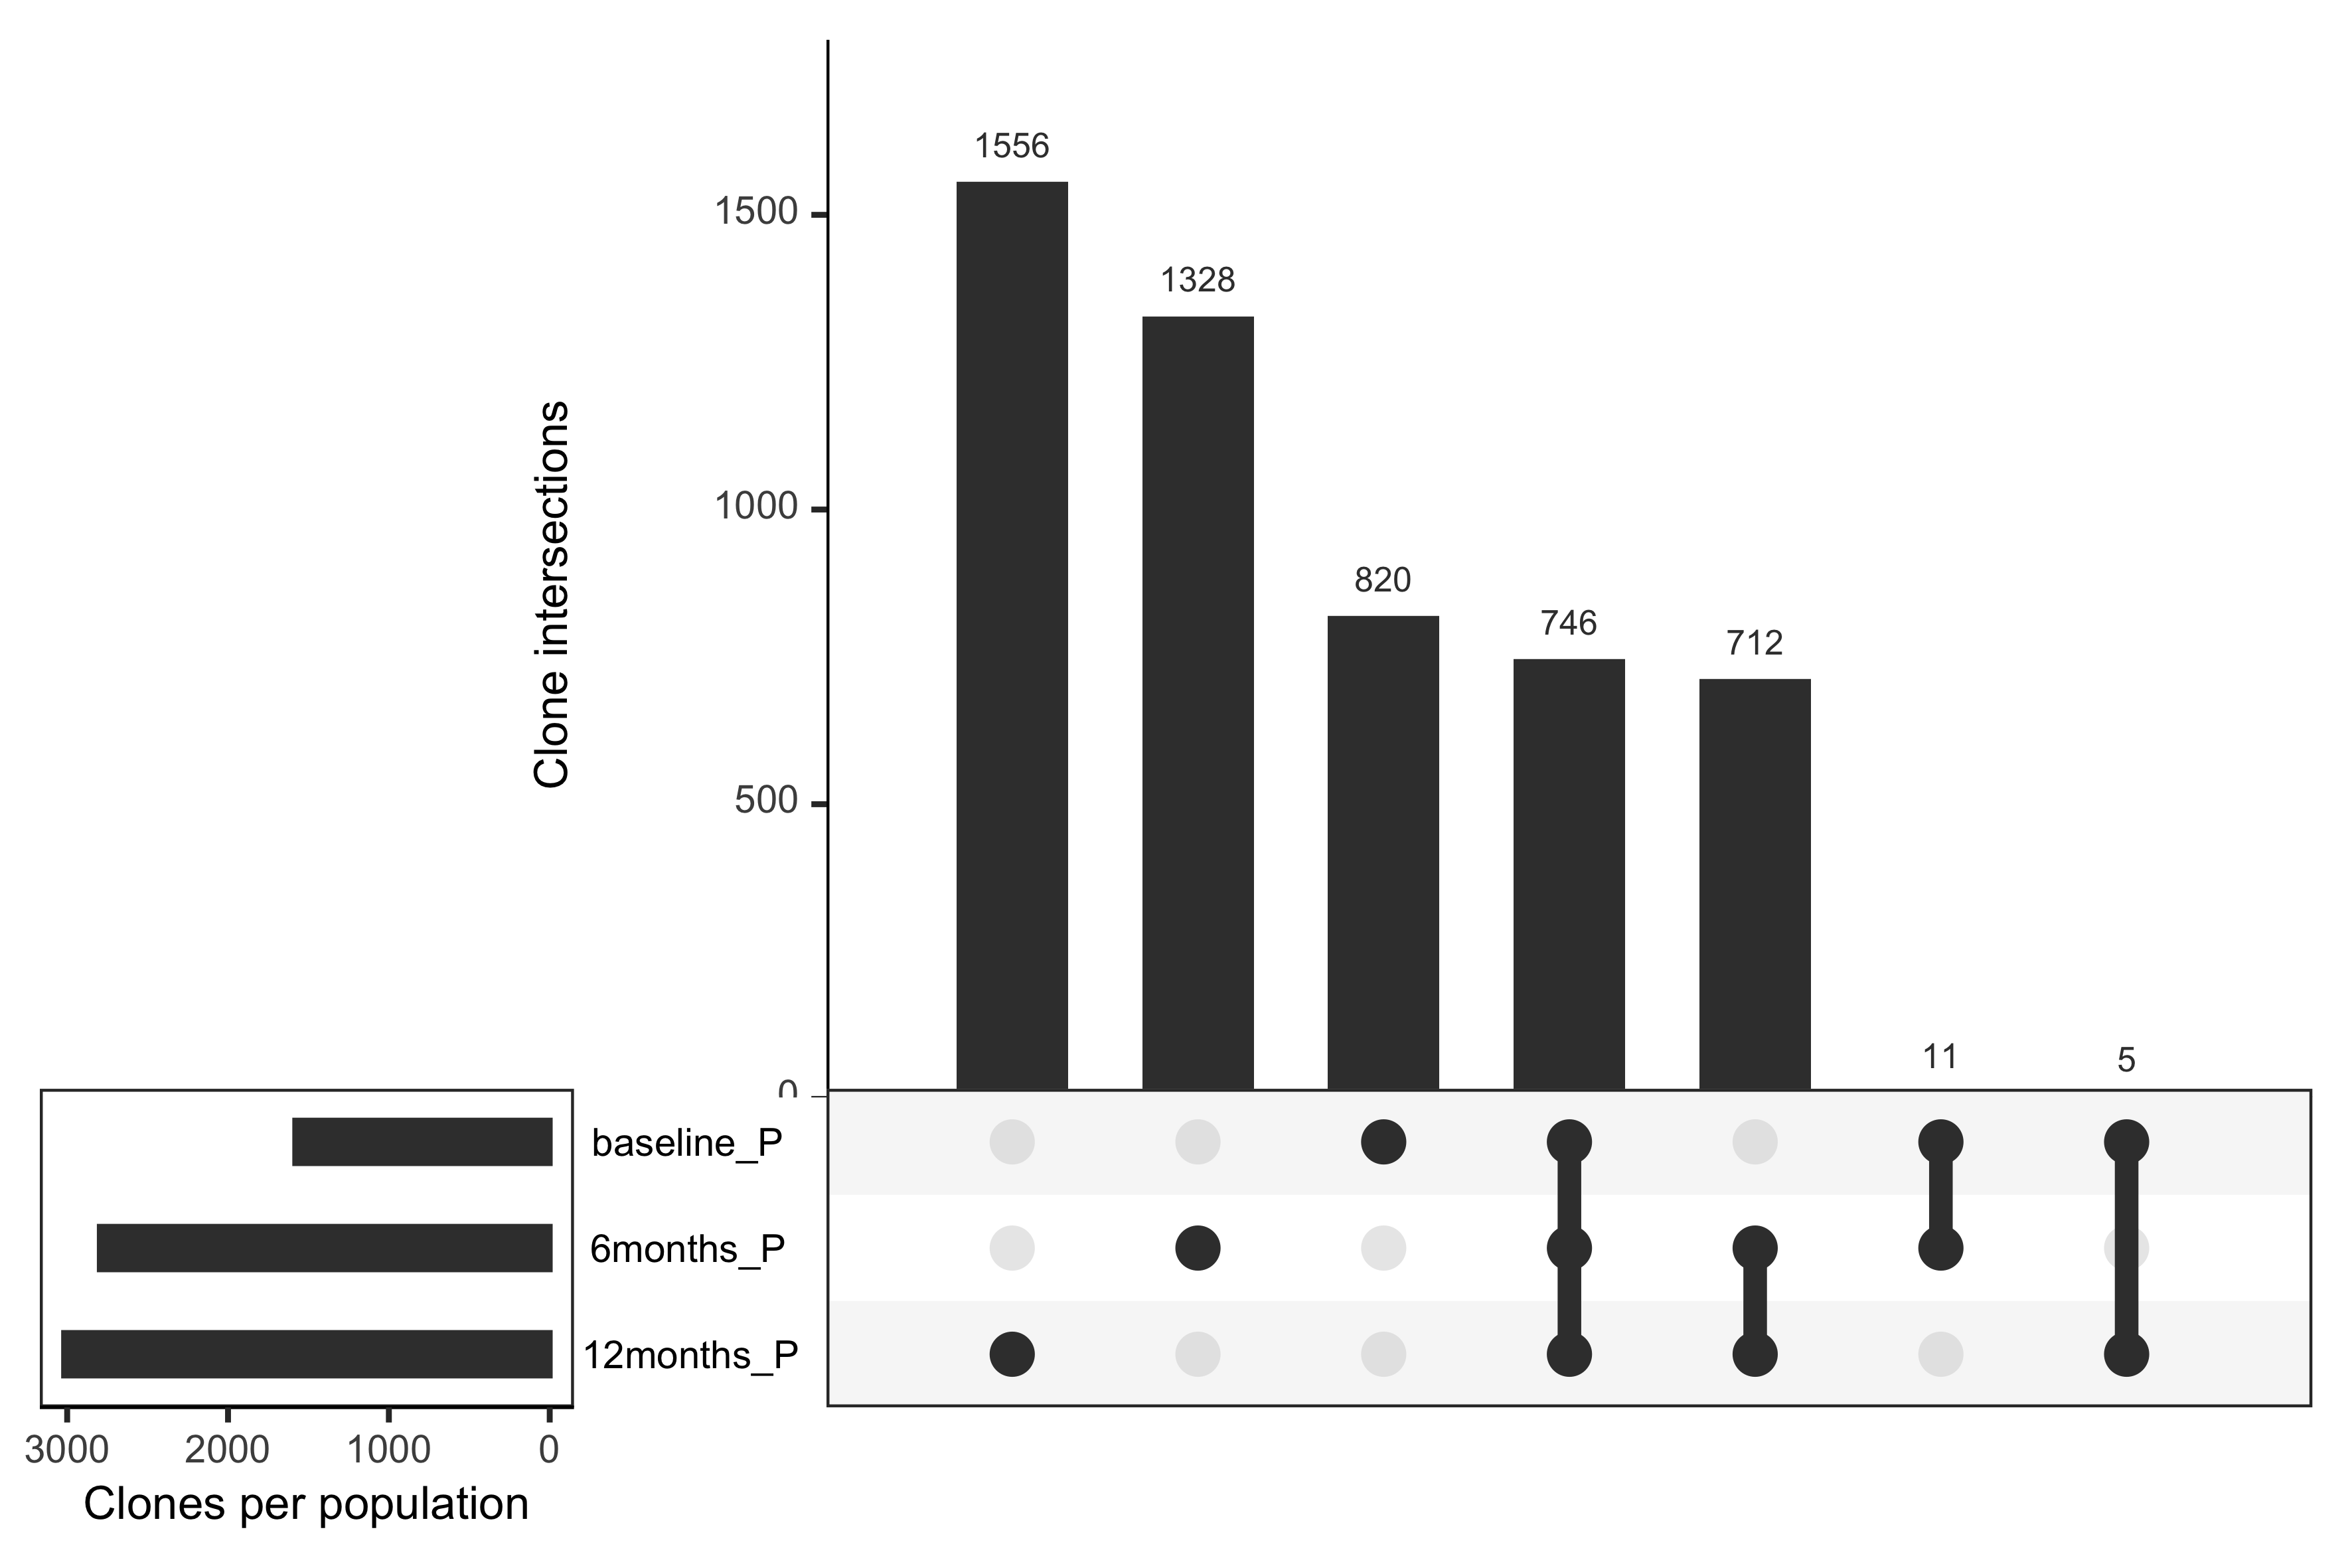 1556
1328
820
746
712
11
5
1500
1000
500
0
Clone intersections
baseline_P
6months_P
12months_P
3000 2000 1000 0
Clones per population